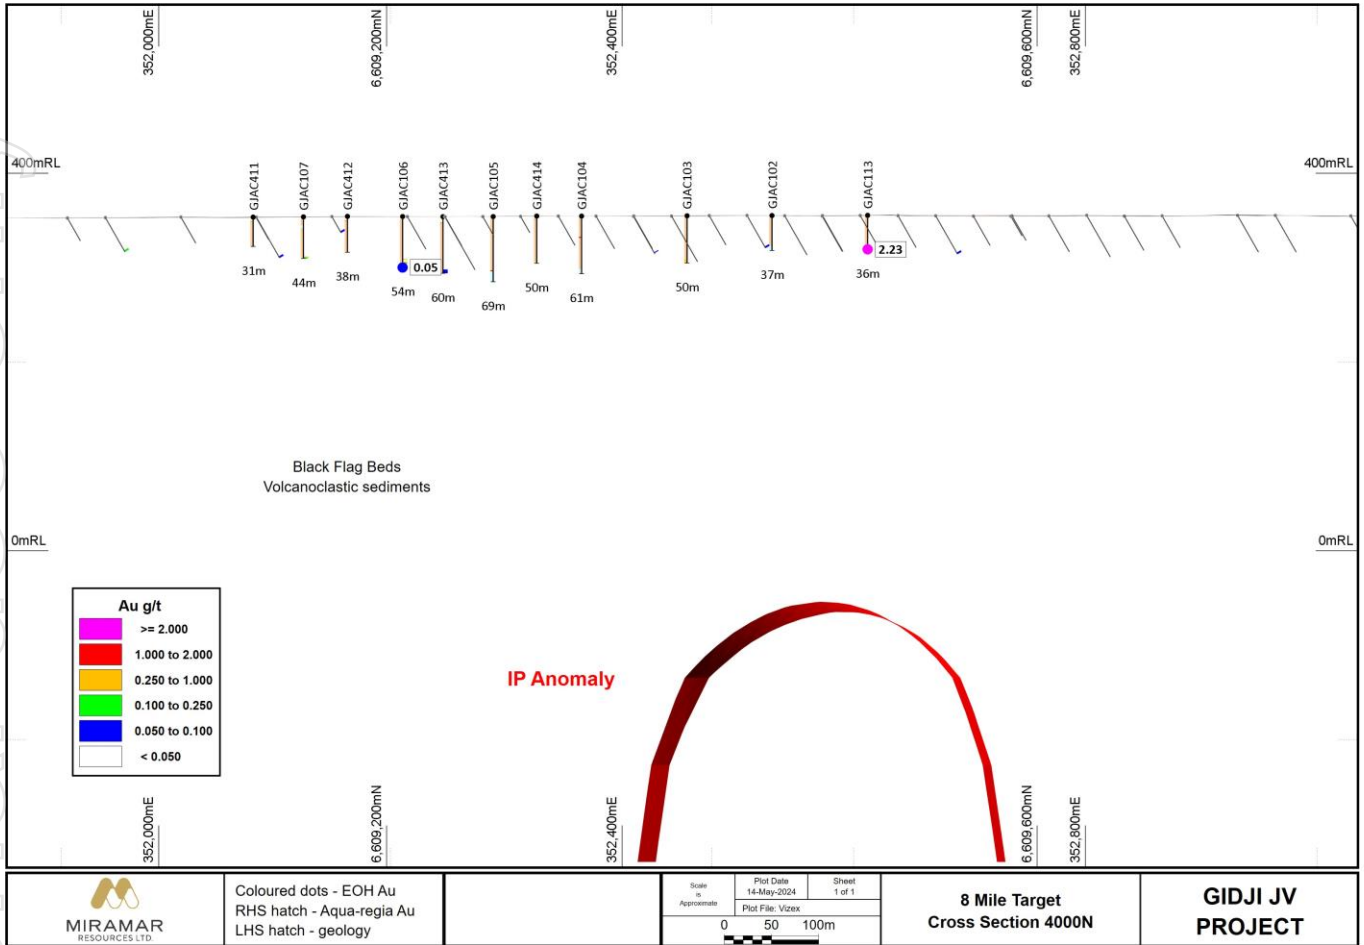 352,000mE
6,609,200mN
352,400mE
6,609,600mN
352,800mE
400mRL
400mRL
GJAC411
GJAC107
GJAC412
GJAC106
GJAC413
GJAC105
GJAC414
GJAC104
GJAC103
GJAC102
GJAC113
0.05
2.23
31m
44m
38m
54m
60m
69m
50m
61m
50m
37m
36m
Black Flag Beds
Volcanoclastic sediments
0mRL
0mRL
Au g/t
>= 2.000
1.000 to 2.000
0.250 to 1.000
0.100 to 0.250
0.050 to 0.100
< 0.050
IP Anomaly
352,000mE
6,609,200mN
352,400mE
6,609,600mN
352,800mE
MIRAMAR
RESOURCES LTD.
Coloured dots - EOH Au
RHS hatch - Aqua-regia Au
LHS hatch - geology
Scale
is
Approximate
Plot Date
14-May-2024
Sheet
1 of 1
Plot File: Vizex
0 50 100m
8 Mile Target
Cross Section 4000N
GIDJI JV
PROJECT